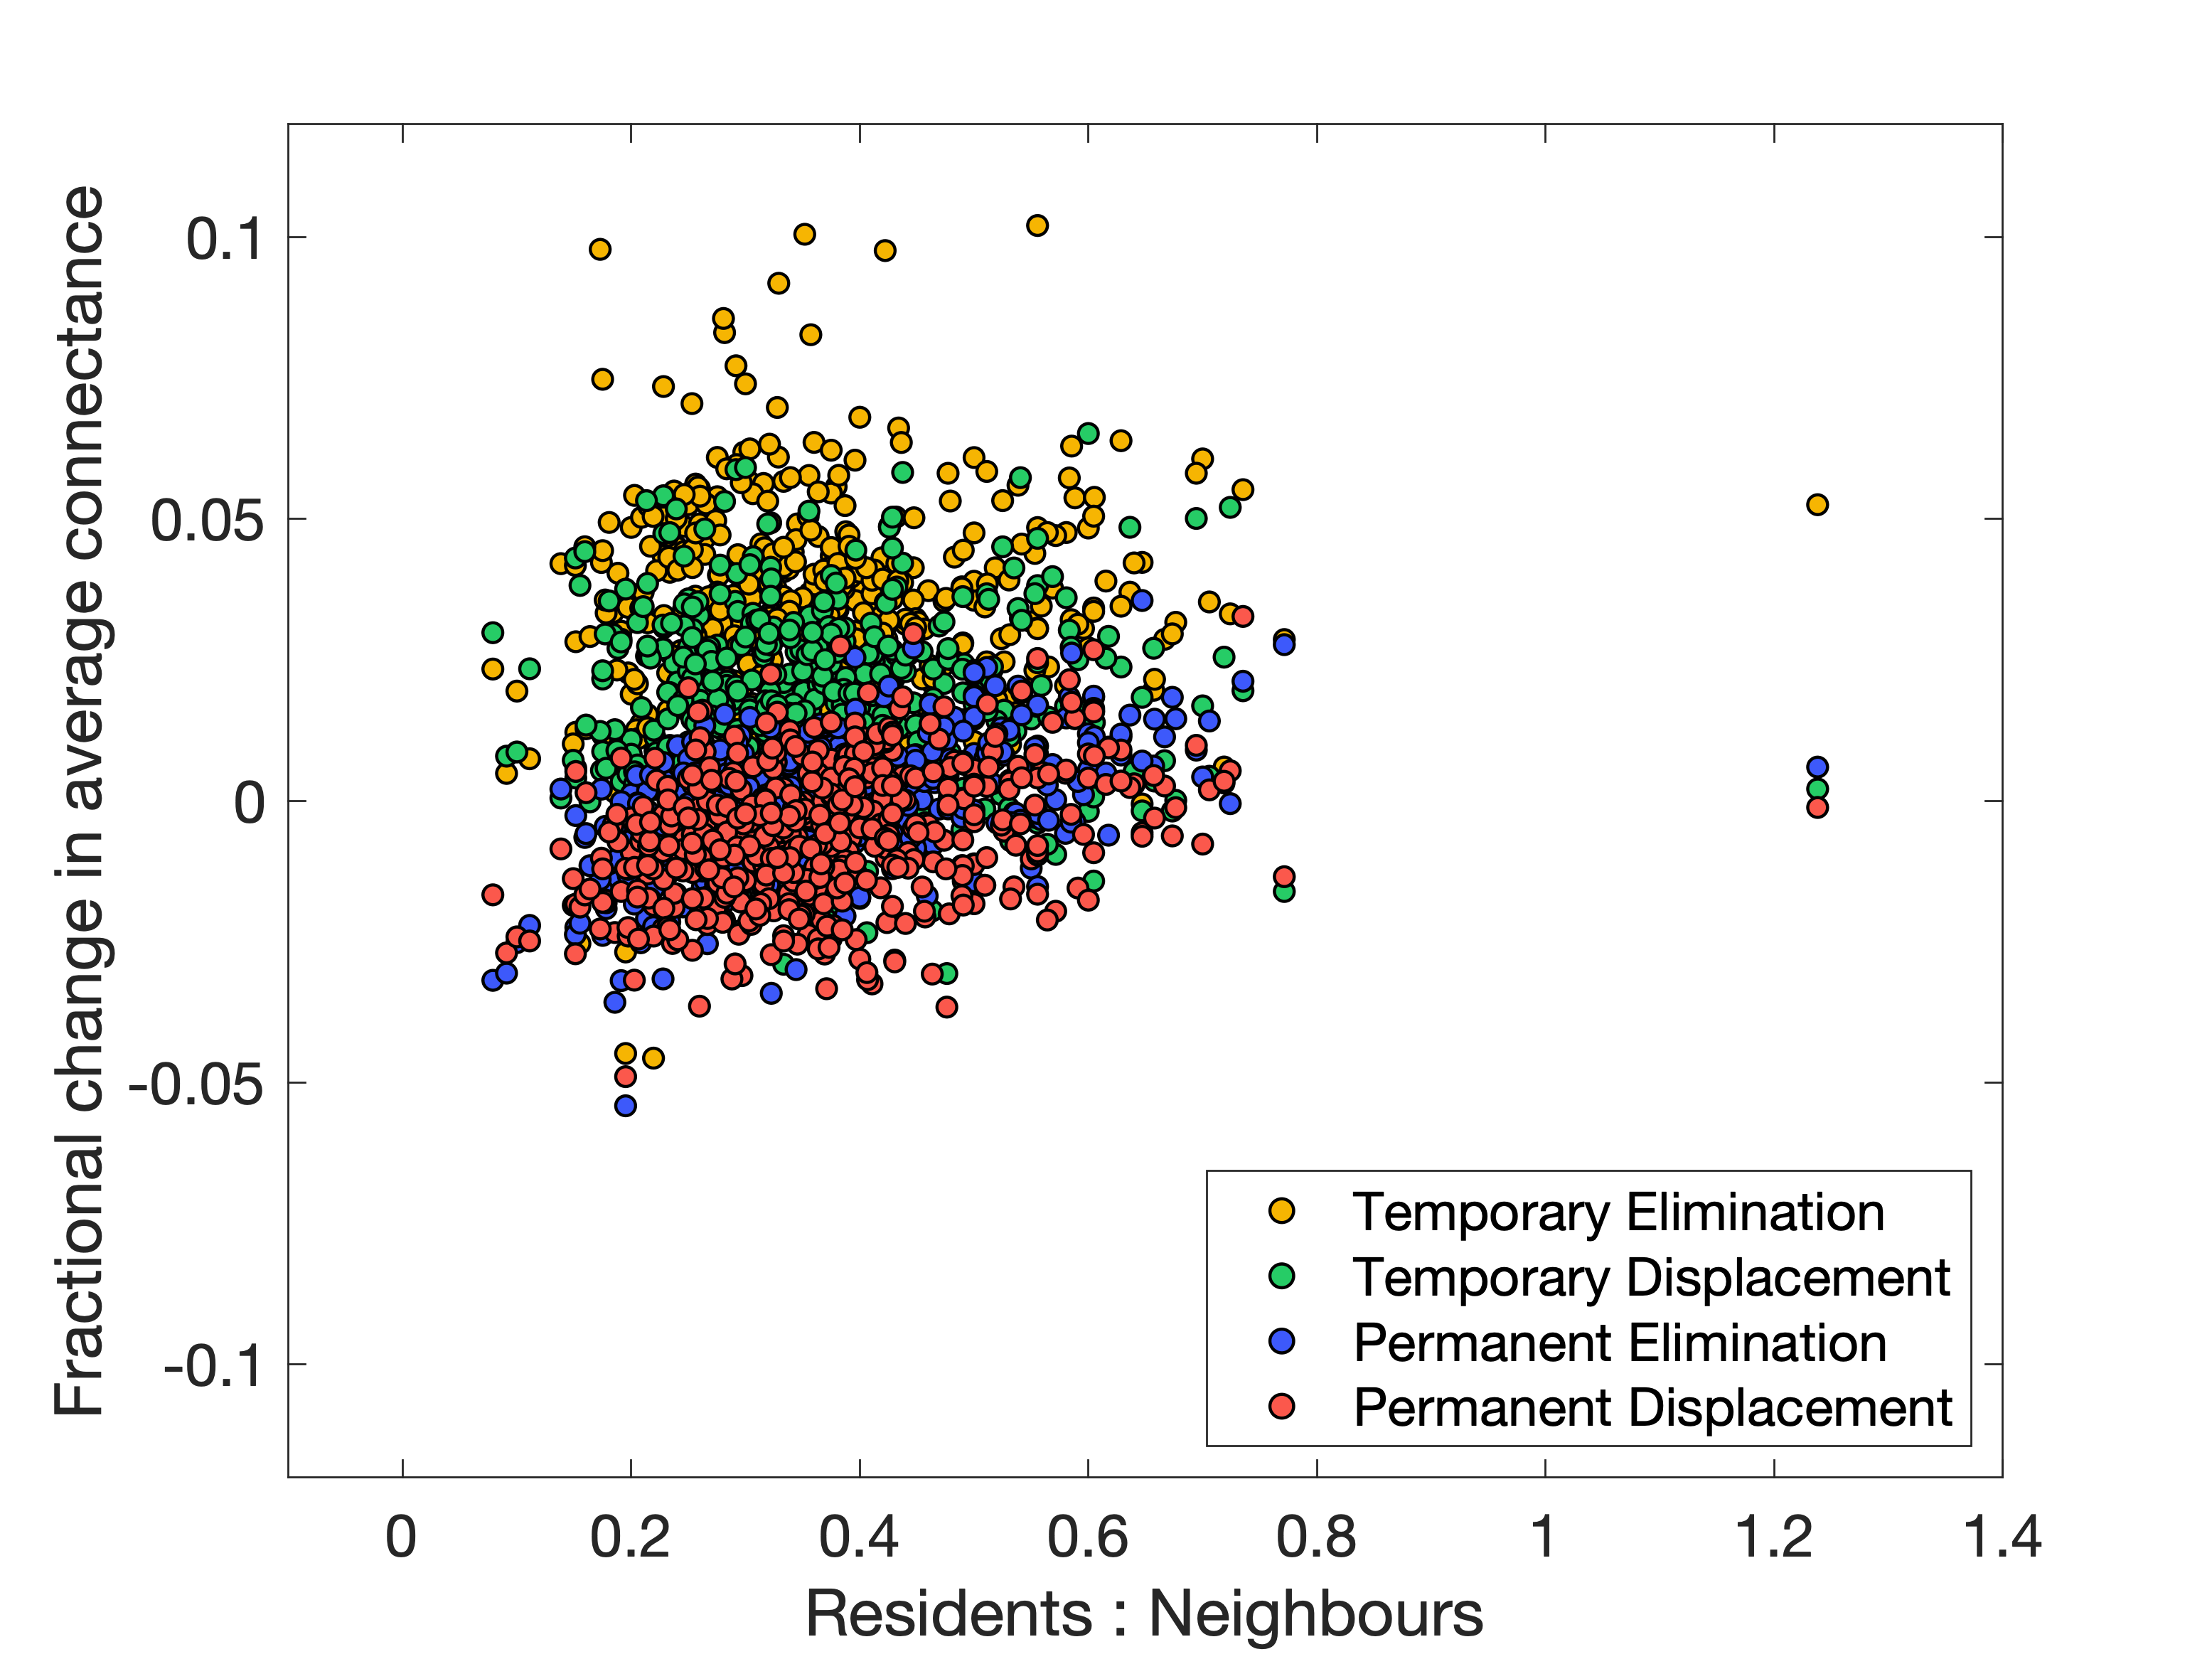 Fractional change in average connectance
0.1
0.05
0
-0.05
-0.1
Temporary Elimination
Temporary Displacement
Permanent Elimination
Permanent Displacement
0 0.2 0.4 0.6 0.8 1 1.2 1.4
Residents : Neighbours